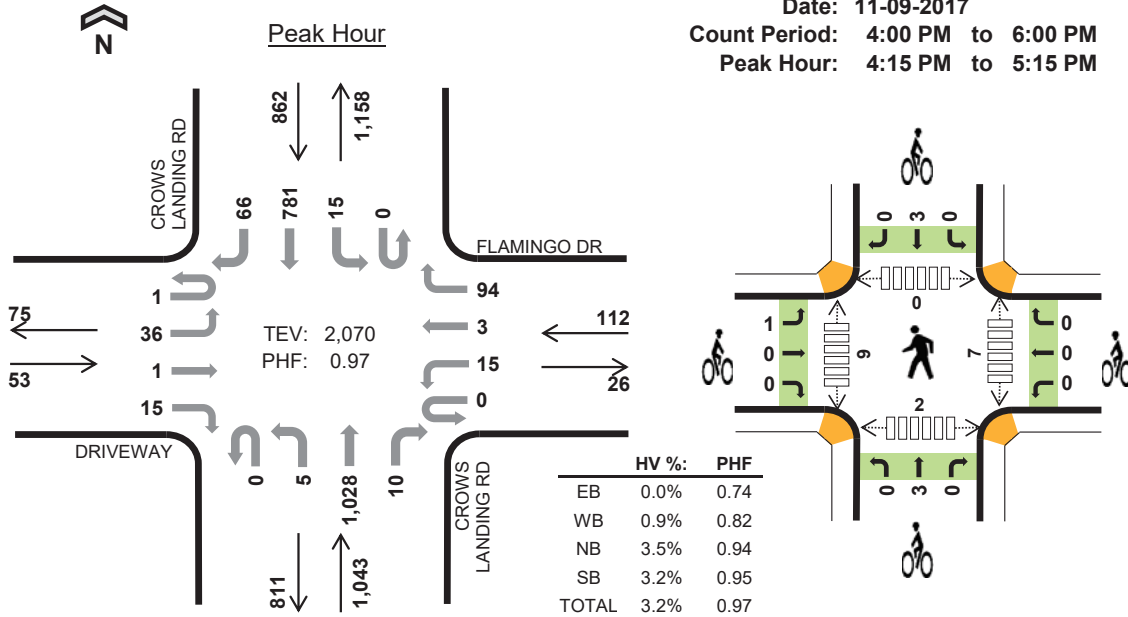 Date: 11-09-2017
Count Period: 4:00 PM to 6:00 PM
Peak Hour: 4:15 PM to 5:15 PM
N
Peak Hour
862
1,158
CROWS
LANDING RD
66
781
15
0
FLAMINGO DR
1
36
1
15
75
53
TEV: 2,070
PHF: 0.97
94
3
15
0
112
26
DRIVEWAY
0
5
1,028
10
CROWS
LANDING RD
811
1,043
HV %: PHF
EB 0.0% 0.74
WB 0.9% 0.82
NB 3.5% 0.94
SB 3.2% 0.95
TOTAL 3.2% 0.97
0 3 0
0
1
0
0
9
7
0
0
0
2
0 3 0